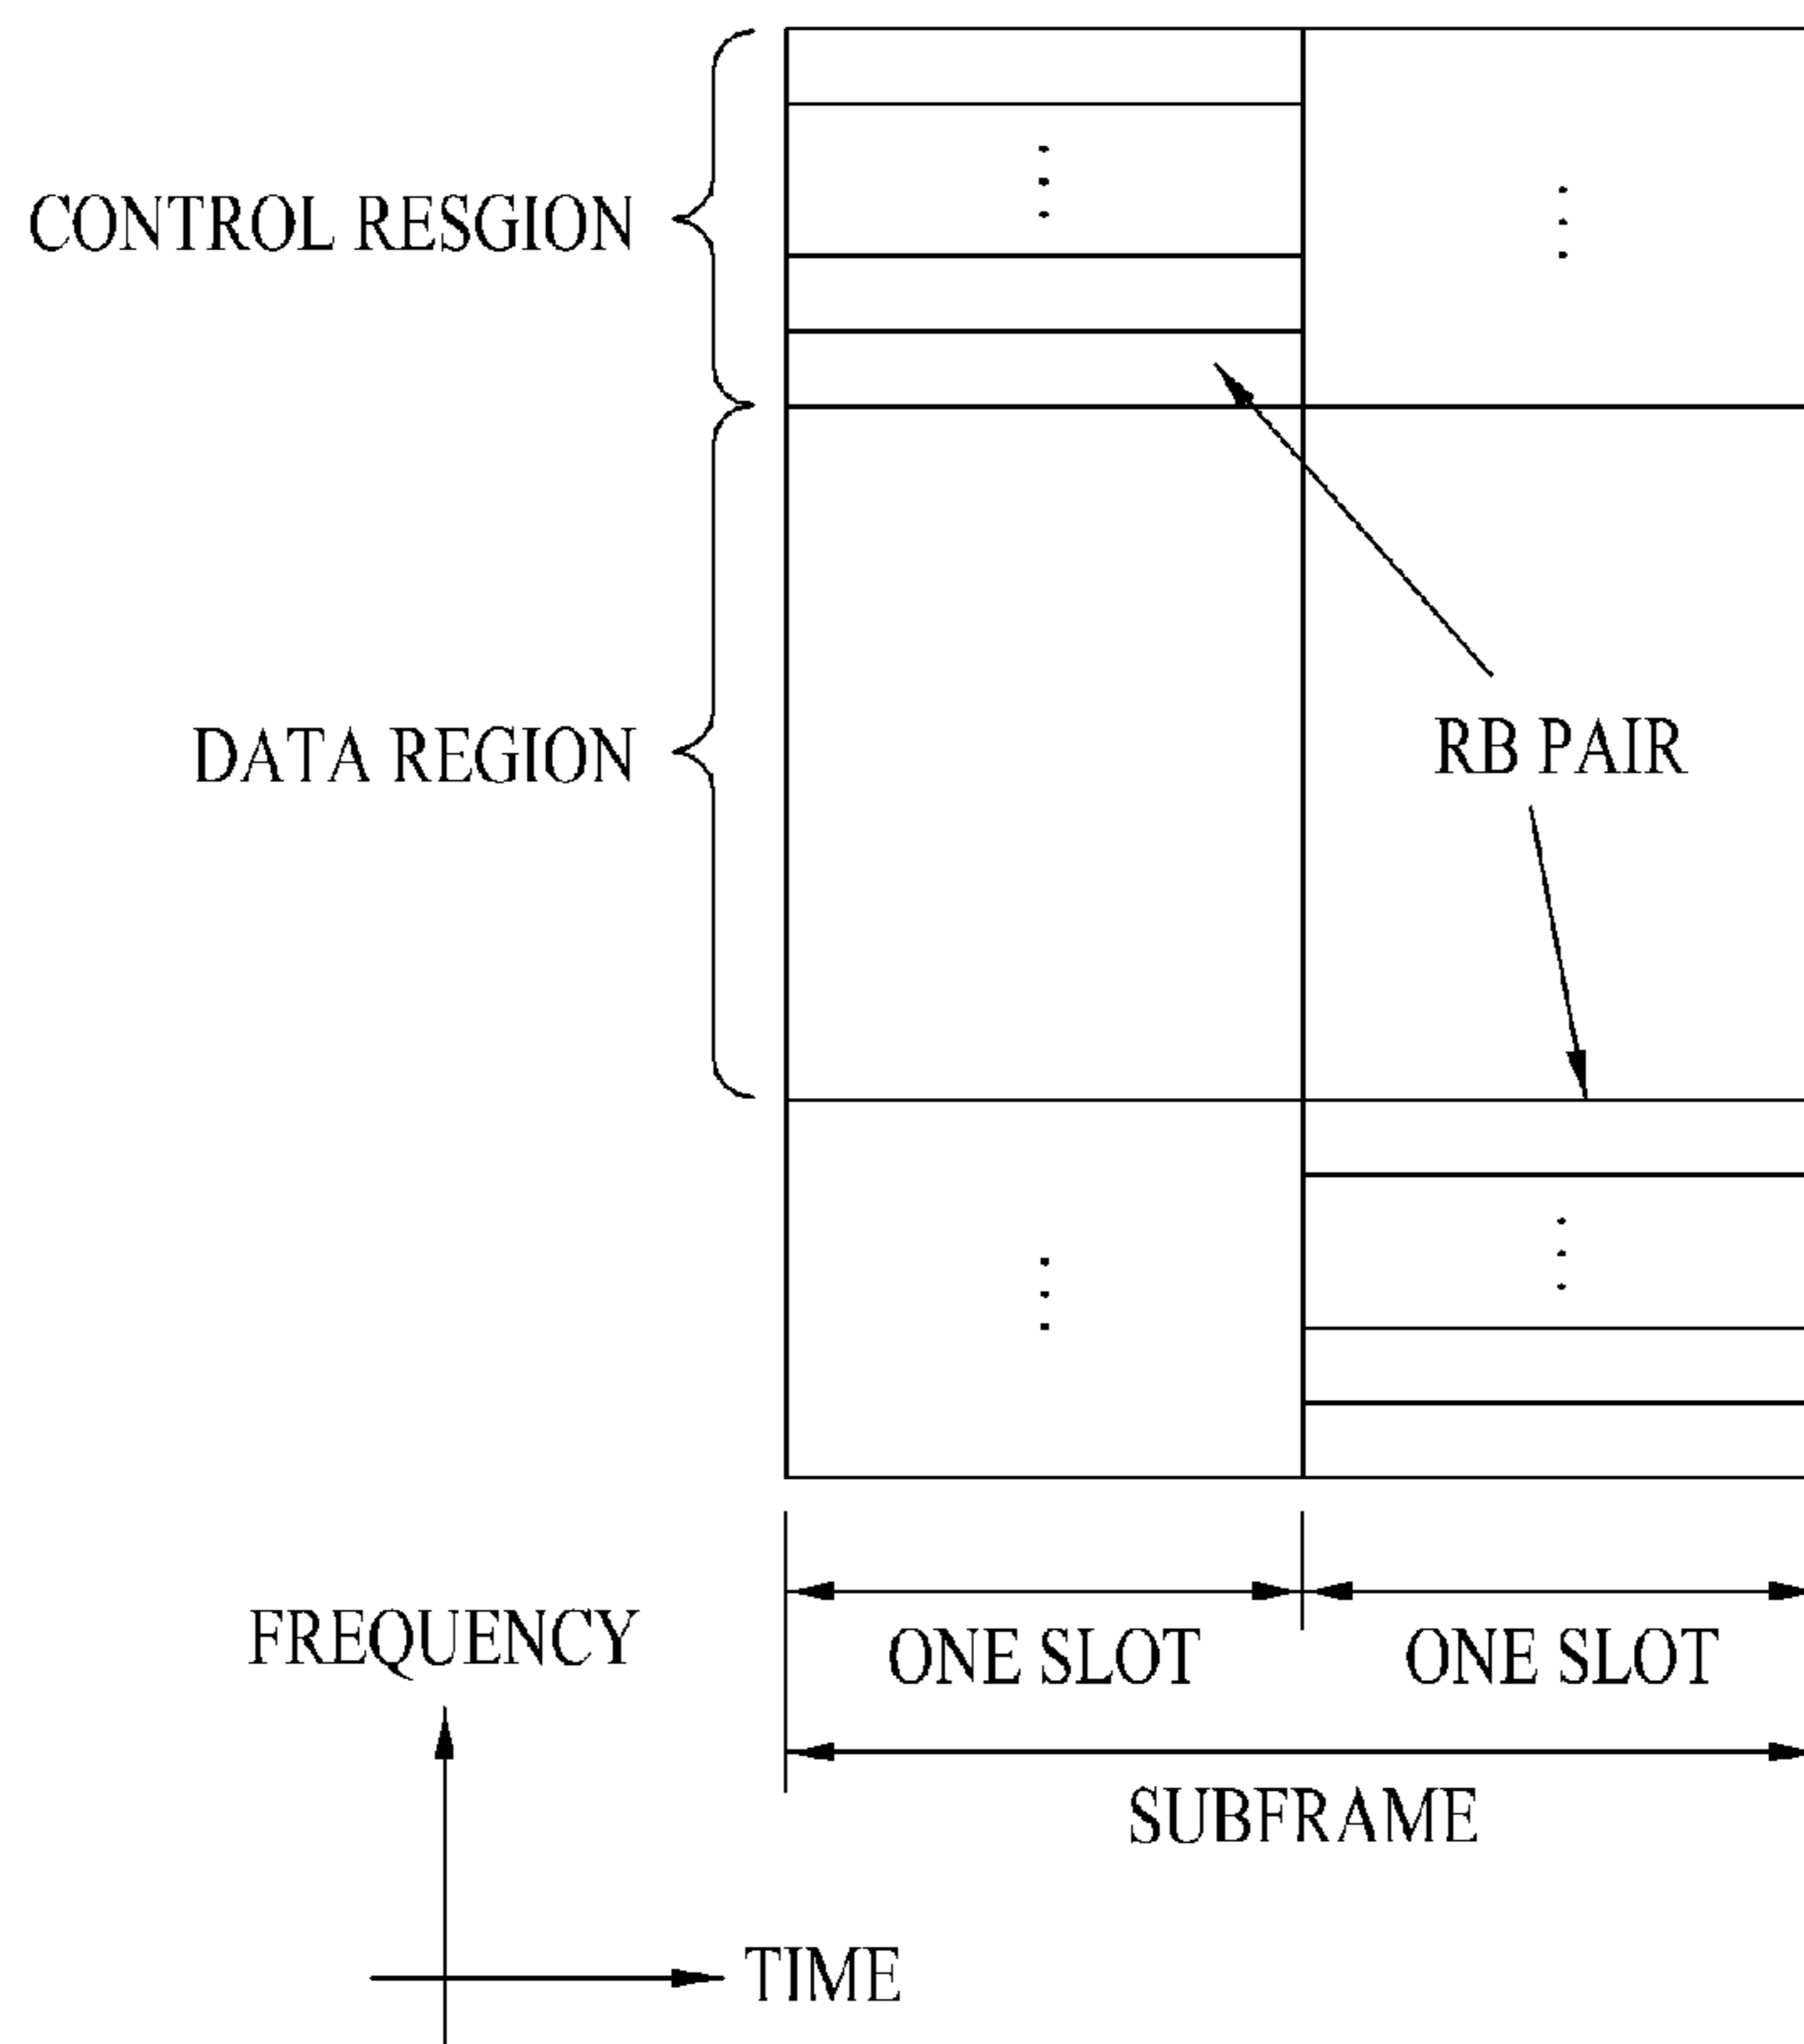 CONTROL RESGION
DATA REGION
RB PAIR
FREQUENCY
ONE SLOT
ONE SLOT
SUBFRAME
TIME